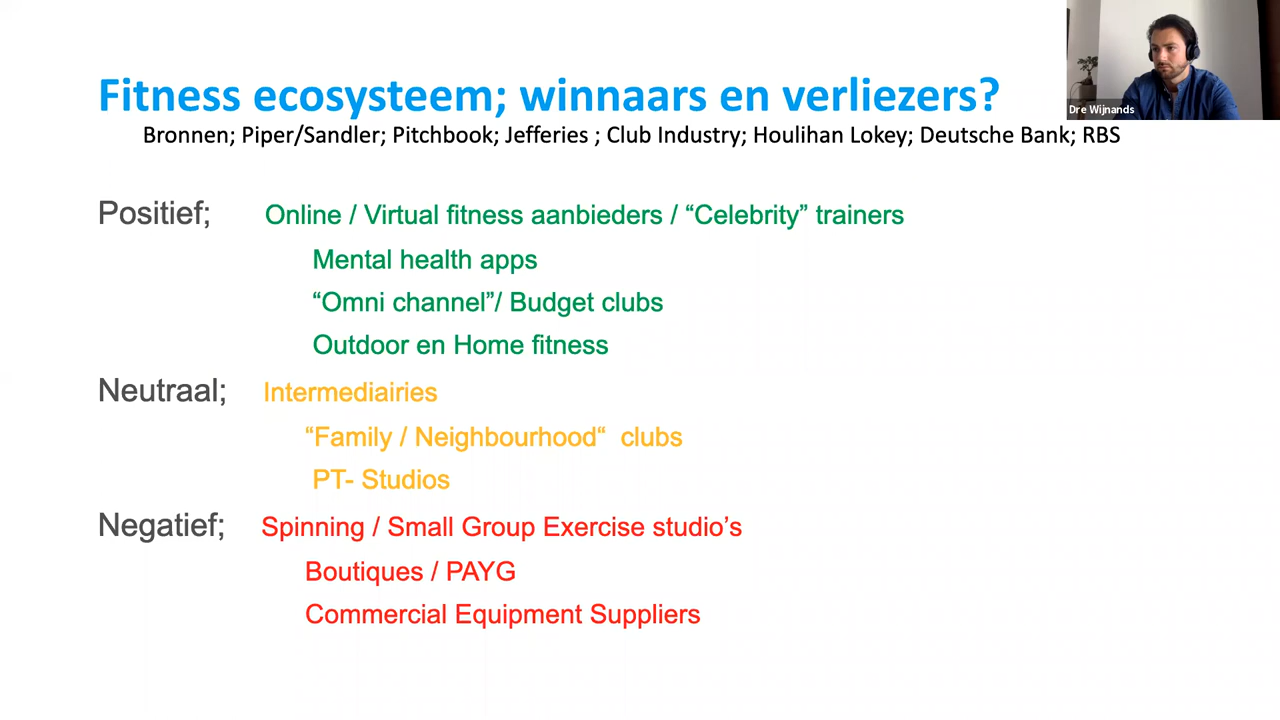 Dre Wijnands
Fitness ecosysteem; winnaars en verliezers?
Bronnen; Piper/Sandler; Pitchbook; Jefferies ; Club Industry; Houlihan Lokey; Deutsche Bank; RBS
Positief; Online / Virtual fitness aanbieders / “Celebrity” trainers
Mental health apps
“Omni channel”/ Budget clubs
Outdoor en Home fitness
Neutraal; Intermediairies
“Family / Neighbourhood“ clubs
PT- Studios
Negatief; Spinning / Small Group Exercise studio’s
Boutiques / PAYG
Commercial Equipment Suppliers